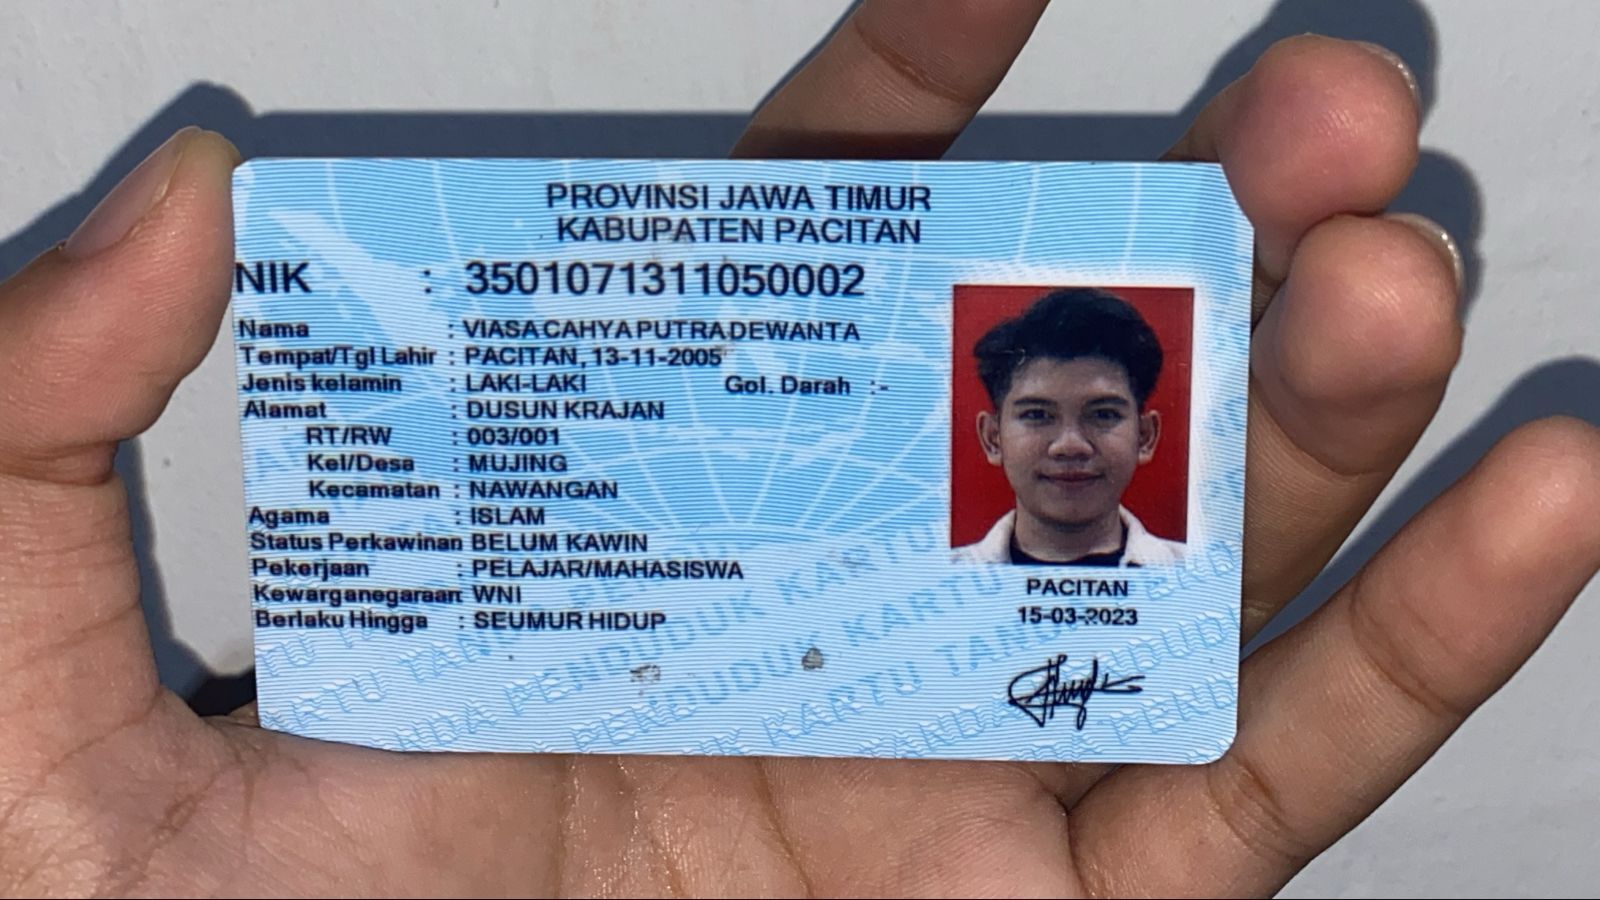 PROVINSI JAWA TIMUR
KABUPATEN PACITAN
NIK : 3501071311050002
Nama : VIASA CAHYA PUTRA DEWANTA
Tempat/Tgl Lahir : PACITAN, 13-11-2005
Jenis kelamin : LAKI-LAKI Gol. Darah :-
Alamat : DUSUN KRAJAN
RT/RW : 003/001
Kel/Desa : MUJING
Kecamatan : NAWANGAN
Agama : ISLAM
Status Perkawinan BELUM KAWIN
Pekerjaan : PELAJAR/MAHASISWA
Kewarganegaraan: WNI
Berlaku Hingga : SEUMUR HIDUP
PACITAN
15-03-2023
KARTU TANDA PENDUDUK KARTU TANDA PENDUDUK